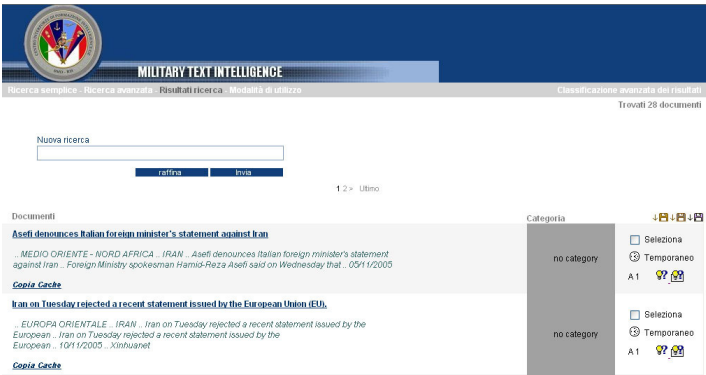 MILITARY TEXT INTELLIGENCE
Ricerca semplice - Ricerca avanzata - Risultati ricerca - Modalità di utilizzo
Classificazione avanzata dei risultati
Trovati 28 documenti
Nuova ricerca
raffina Invia
1 2 > Ultimo
Documenti Categoria
Asefi denounces Italian foreign minister's statement against Iran
.. MEDIO ORIENTE - NORD AFRICA .. IRAN .. Asefi denounces Italian foreign minister's statement
against Iran .. Foreign Ministry spokesman Hamid-Reza Asefi said on Wednesday that .. 05/11/2005
Copia Cache
no category
Seleziona
Temporaneo
A 1
Iran on Tuesday rejected a recent statement issued by the European Union (EU),
.. EUROPA ORIENTALE .. IRAN .. Iran on Tuesday rejected a recent statement issued by the
European .. Iran on Tuesday rejected a recent statement issued by the
European .. 10/11/2005 .. Xinhuanet
Copia Cache
no category
Seleziona
Temporaneo
A 1